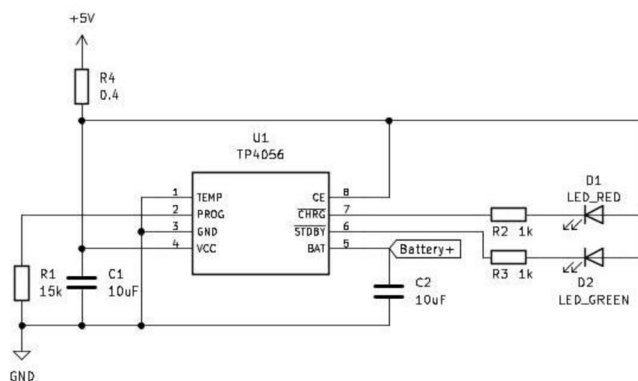 +5V
R4
0.4
U1
TP4056
1 TEMP CE 8
2 PROG CHRG 7
3 GND STDBY 6
4 VCC BAT 5
Battery+
D1
LED_RED
R2 1k
R3 1k
D2
LED_GREEN
R1
15k
C1
10uF
C2
10uF
GND